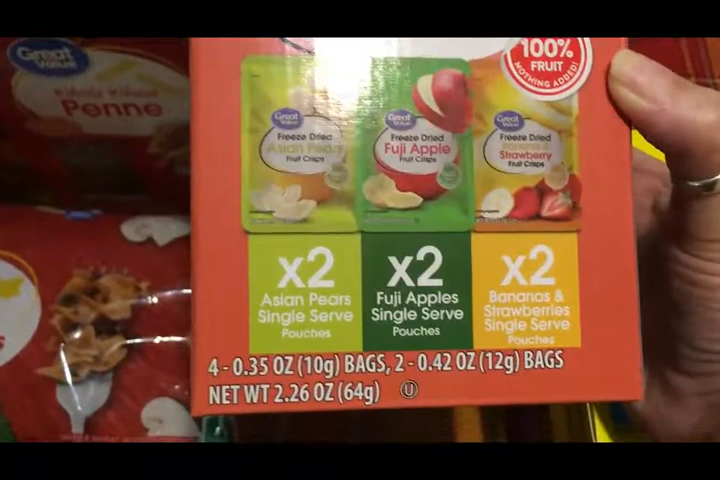 Great Value
Penne
100%
FRUIT
NOTHING ADDED!
Great Value
Freeze Dried
Asian Pears
Fruit Crisps
Great Value
Freeze Dried
Fuji Apple
Fruit Crisps
Great Value
Freeze Dried
Bananas &
Strawberry
Fruit Crisps
x2
Asian Pears
Single Serve
Pouches
x2
Fuji Apples
Single Serve
Pouches
x2
Bananas &
Strawberries
Single Serve
Pouches
4 - 0.35 OZ (10g) BAGS, 2 - 0.42 OZ (12g) BAGS
NET WT 2.26 OZ (64g) U